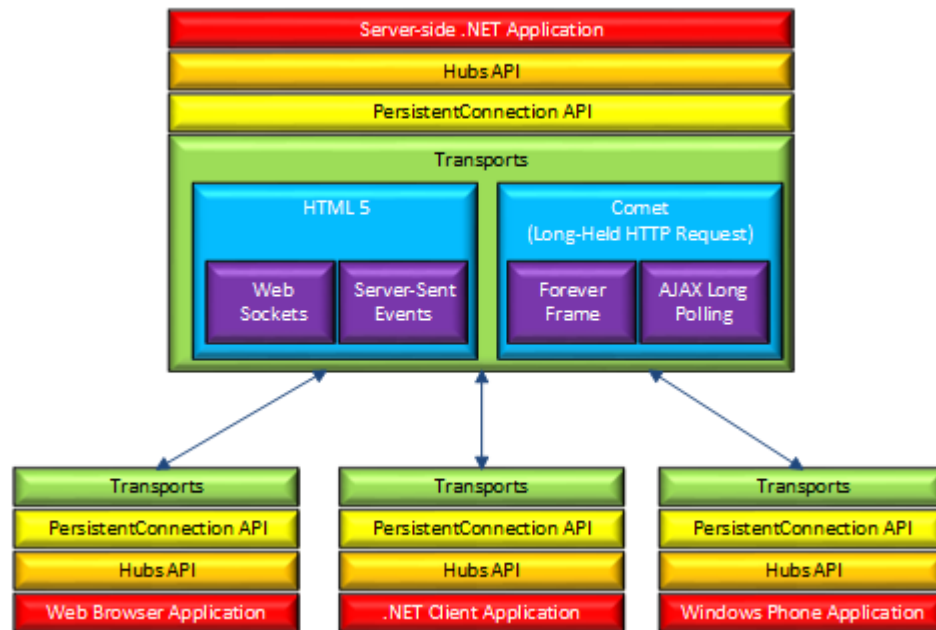 Server-side .NET Application
Hubs API
PersistentConnection API
Transports
HTML 5
Web
Sockets
Server-Sent
Events
Comet
(Long-Held HTTP Request)
Forever
Frame
AJAX Long
Polling
Transports
PersistentConnection API
Hubs API
Web Browser Application
Transports
PersistentConnection API
Hubs API
.NET Client Application
Transports
PersistentConnection API
Hubs API
Windows Phone Application